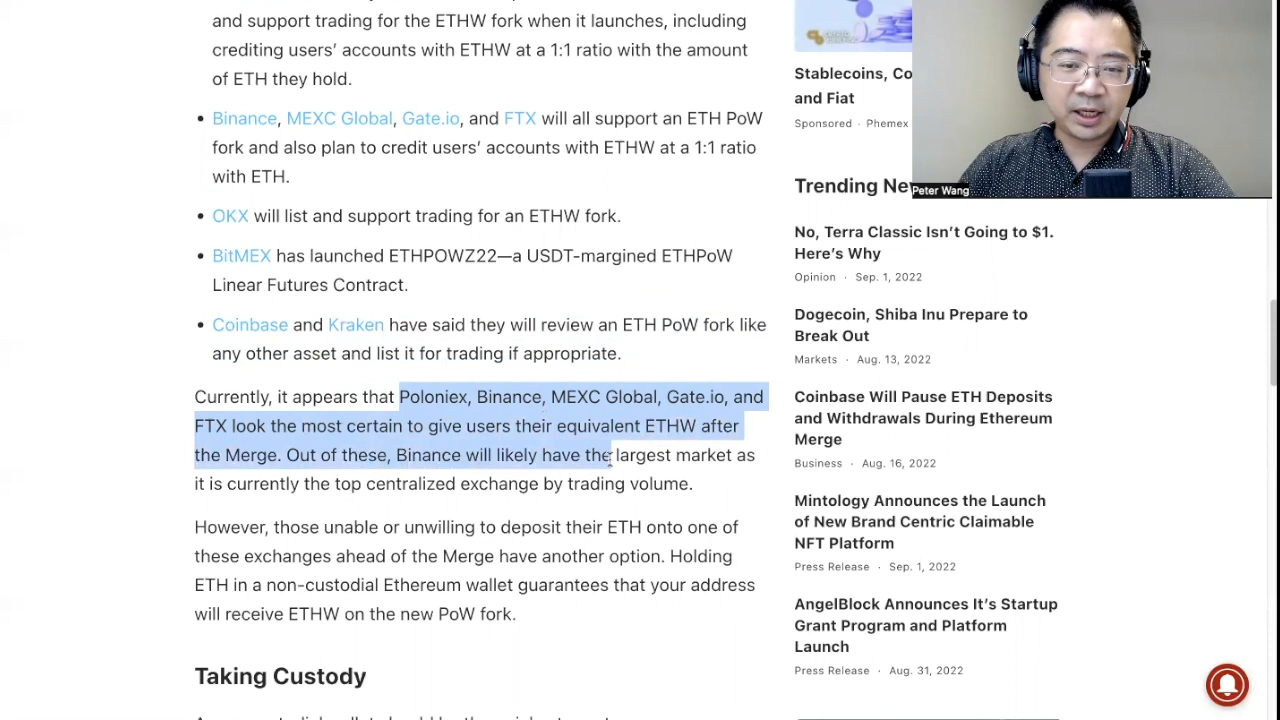 and support trading for the ETHW fork when it launches, including
crediting users' accounts with ETHW at a 1:1 ratio with the amount
of ETH they hold.
• Binance, MEXC Global, Gate.io, and FTX will all support an ETH PoW
fork and also plan to credit users' accounts with ETHW at a 1:1 ratio
with ETH.
• OKX will list and support trading for an ETHW fork.
• BitMEX has launched ETHPOWZ22—a USDT-margined ETHPoW
Linear Futures Contract.
• Coinbase and Kraken have said they will review an ETH PoW fork like
any other asset and list it for trading if appropriate.
Currently, it appears that Poloniex, Binance, MEXC Global, Gate.io, and
FTX look the most certain to give users their equivalent ETHW after
the Merge. Out of these, Binance will likely have the largest market as
it is currently the top centralized exchange by trading volume.
However, those unable or unwilling to deposit their ETH onto one of
these exchanges ahead of the Merge have another option. Holding
ETH in a non-custodial Ethereum wallet guarantees that your address
will receive ETHW on the new PoW fork.
Taking Custody
Stablecoins, Co
and Fiat
Sponsored · Phemex
Peter Wang
Trending Ne
No, Terra Classic Isn't Going to $1.
Here's Why
Opinion · Sep. 1, 2022
Dogecoin, Shiba Inu Prepare to
Break Out
Markets · Aug. 13, 2022
Coinbase Will Pause ETH Deposits
and Withdrawals During Ethereum
Merge
Business · Aug. 16, 2022
Mintology Announces the Launch
of New Brand Centric Claimable
NFT Platform
Press Release · Sep. 1, 2022
AngelBlock Announces It's Startup
Grant Program and Platform
Launch
Press Release · Aug. 31, 2022